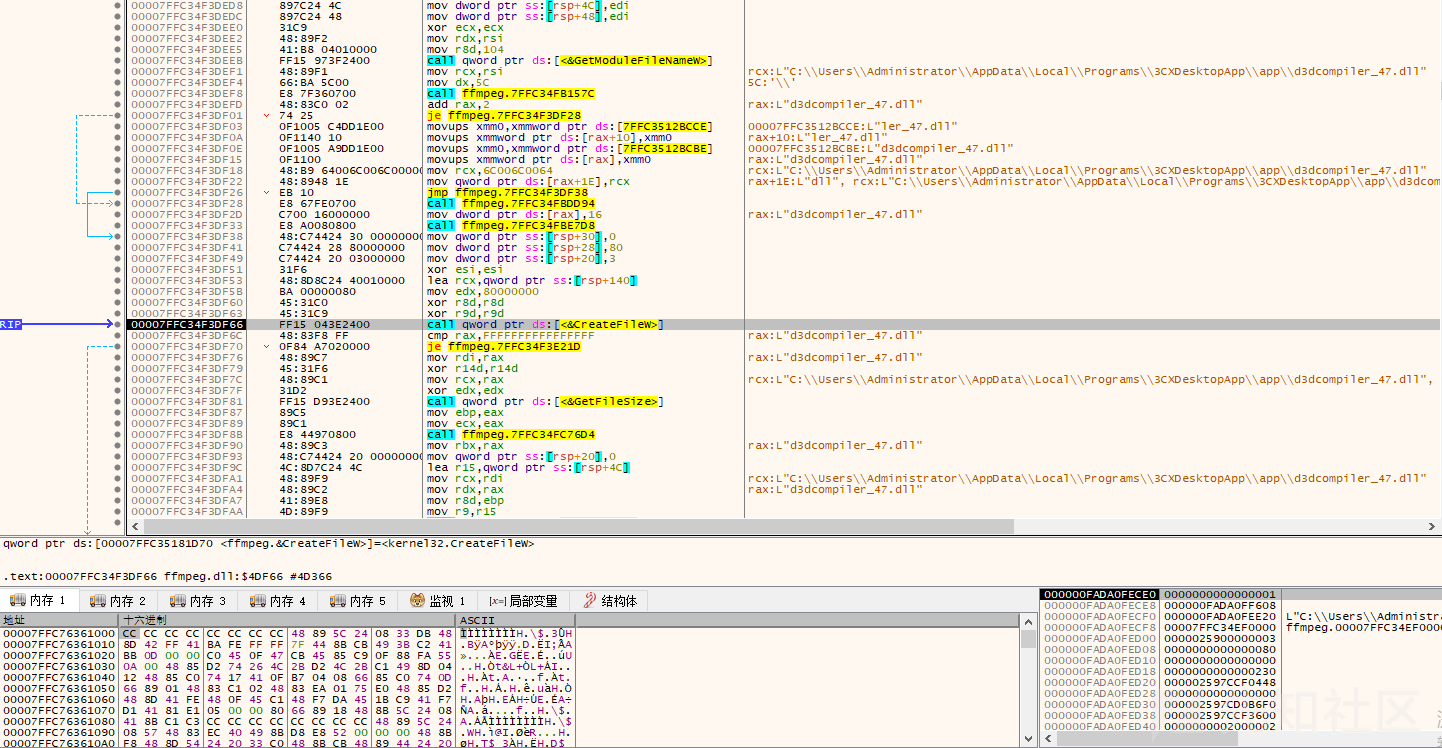 00007FFC34F3DED8 897C24 4C mov dword ptr ss:[rsp+4C],edi
00007FFC34F3DEDC 897C24 48 mov dword ptr ss:[rsp+48],edi
00007FFC34F3DEE0 31C9 xor ecx,ecx
00007FFC34F3DEE2 48:89F2 mov rdx,rsi
00007FFC34F3DEE5 41:B8 04010000 mov r8d,104
00007FFC34F3DEEB FF15 973F2400 call qword ptr ds:[<&GetModuleFileNameW>]
00007FFC34F3DEF1 48:89F1 mov rcx,rsi rcx:L"C:\\Users\\Administrator\\AppData\\Local\\Programs\\3CXDesktopApp\\app\\d3dcompiler_47.dll"
00007FFC34F3DEF4 66:BA 5C00 mov dx,5C 5C:'\\'
00007FFC34F3DEF8 E8 7F360700 call ffmpeg.7FFC34FB157C
00007FFC34F3DEFD 48:83C0 02 add rax,2 rax:L"d3dcompiler_47.dll"
00007FFC34F3DF01 74 25 je ffmpeg.7FFC34F3DF28
00007FFC34F3DF03 0F1005 C4DD1E00 movups xmm0,xmmword ptr ds:[7FFC3512BCCE] 00007FFC3512BCCE:L"ler_47.dll"
00007FFC34F3DF0A 0F1140 10 movups xmmword ptr ds:[rax+10],xmm0 rax+10:L"ler_47.dll"
00007FFC34F3DF0E 0F1005 A9DD1E00 movups xmm0,xmmword ptr ds:[7FFC3512BCBE] 00007FFC3512BCBE:L"d3dcompiler_47.dll"
00007FFC34F3DF15 0F1100 movups xmmword ptr ds:[rax],xmm0 rax:L"d3dcompiler_47.dll"
00007FFC34F3DF18 48:B9 64006C006C00000 mov rcx,6C006C0064 rcx:L"C:\\Users\\Administrator\\AppData\\Local\\Programs\\3CXDesktopApp\\app\\d3dcompiler_47.dll"
00007FFC34F3DF22 48:8948 1E mov qword ptr ds:[rax+1E],rcx rax+1E:L"dll", rcx:L"C:\\Users\\Administrator\\AppData\\Local\\Programs\\3CXDesktopApp\\app\\d3dcom
00007FFC34F3DF26 EB 10 jmp ffmpeg.7FFC34F3DF38
00007FFC34F3DF28 E8 67FE0700 call ffmpeg.7FFC34FBDD94
00007FFC34F3DF2D C700 16000000 mov dword ptr ds:[rax],16 rax:L"d3dcompiler_47.dll"
00007FFC34F3DF33 E8 A0080800 call ffmpeg.7FFC34FBE7D8
00007FFC34F3DF38 48:C74424 30 00000000 mov qword ptr ss:[rsp+30],0
00007FFC34F3DF41 C74424 28 80000000 mov dword ptr ss:[rsp+28],80
00007FFC34F3DF49 C74424 20 03000000 mov dword ptr ss:[rsp+20],3
00007FFC34F3DF51 31F6 xor esi,esi
00007FFC34F3DF53 48:8D8C24 40010000 lea rcx,qword ptr ss:[rsp+140]
00007FFC34F3DF5B BA 00000080 mov edx,80000000
00007FFC34F3DF60 45:31C0 xor r8d,r8d
00007FFC34F3DF63 45:31C9 xor r9d,r9d
RIP 00007FFC34F3DF66 FF15 043E2400 call qword ptr ds:[<&CreateFileW>]
00007FFC34F3DF6C 48:83F8 FF cmp rax,FFFFFFFFFFFFFFFF rax:L"d3dcompiler_47.dll"
00007FFC34F3DF70 0F84 A7020000 je ffmpeg.7FFC34F3E21D
00007FFC34F3DF76 48:89C7 mov rdi,rax rax:L"d3dcompiler_47.dll"
00007FFC34F3DF79 45:31F6 xor r14d,r14d
00007FFC34F3DF7C 48:89C1 mov rcx,rax rcx:L"C:\\Users\\Administrator\\AppData\\Local\\Programs\\3CXDesktopApp\\app\\d3dcompiler_47.dll",
00007FFC34F3DF7F 31D2 xor edx,edx
00007FFC34F3DF81 FF15 D93E2400 call qword ptr ds:[<&GetFileSize>]
00007FFC34F3DF87 89C5 mov ebp,eax
00007FFC34F3DF89 89C1 mov ecx,eax
00007FFC34F3DF8B E8 44970800 call ffmpeg.7FFC34FC76D4
00007FFC34F3DF90 48:89C3 mov rbx,rax rax:L"d3dcompiler_47.dll"
00007FFC34F3DF93 48:C74424 20 00000000 mov qword ptr ss:[rsp+20],0
00007FFC34F3DF9C 4C:8D7C24 4C lea r15,qword ptr ss:[rsp+4C]
00007FFC34F3DFA1 48:89F9 mov rcx,rdi rcx:L"C:\\Users\\Administrator\\AppData\\Local\\Programs\\3CXDesktopApp\\app\\d3dcompiler_47.dll"
00007FFC34F3DFA4 48:89C2 mov rdx,rax rax:L"d3dcompiler_47.dll"
00007FFC34F3DFA7 41:89E8 mov r8d,ebp
00007FFC34F3DFAA 4D:89F9 mov r9,r15
qword ptr ds:[00007FFC35181D70 <ffmpeg.&CreateFileW>]=<kernel32.CreateFileW>
.text:00007FFC34F3DF66 ffmpeg.dll:$4DF66 #4D366
内存 1 内存 2 内存 3 内存 4 内存 5 监视 1 [x=] 局部变量 结构体
地址 十六进制 ASCII
00007FFC76361000 CC CC CC CC CC CC CC CC 48 89 5C 24 08 33 DB 48
00007FFC76361010 8D 42 FF 41 BA FE FF FF 7F 44 8B CB 49 3B C2 41
00007FFC76361020 BB 0D 00 00 C0 45 0F 47 CB 45 85 C9 0F 88 FA 55
00007FFC76361030 0A 00 48 85 D2 74 26 4C 2B D2 4C 2B C1 49 8D 04
00007FFC76361040 12 48 85 C0 74 17 41 0F B7 04 08 66 85 C0 74 0D
00007FFC76361050 66 89 01 48 83 C1 02 48 83 EA 01 75 E0 48 85 D2
00007FFC76361060 48 8D 41 FE 48 0F 45 C1 48 F7 DA 45 1B C9 41 F7
00007FFC76361070 D1 41 81 E1 05 00 00 80 66 89 18 48 8B 5C 24 08
00007FFC76361080 41 8B C1 C3 CC CC CC CC CC CC CC CC 48 89 5C 24
00007FFC76361090 08 57 48 83 EC 40 49 8B D8 E8 52 00 00 00 48 8B
00007FFC763610A0 F8 48 8D 54 24 20 33 C0 48 8B CB 48 89 44 24 20
000000FADA0FECE0 0000000000000001
000000FADA0FECE8 000000FADA0FF608
000000FADA0FECF0 000000FADA0FEE20 L"C:\\Users\\Administra
000000FADA0FECF8 00007FFC34EF0000 ffmpeg.00007FFC34EF000
000000FADA0FED00 0000025900000003
000000FADA0FED08 0000000000000080
000000FADA0FED10 0000000000000000
000000FADA0FED18 0000000000000230
000000FADA0FED20 000002597CCF0448
000000FADA0FED28 0000000000000000
000000FADA0FED30 000002597CD0B6F0
000000FADA0FED38 000002597CCF3600
000000FADA0FED40 0000000000002002